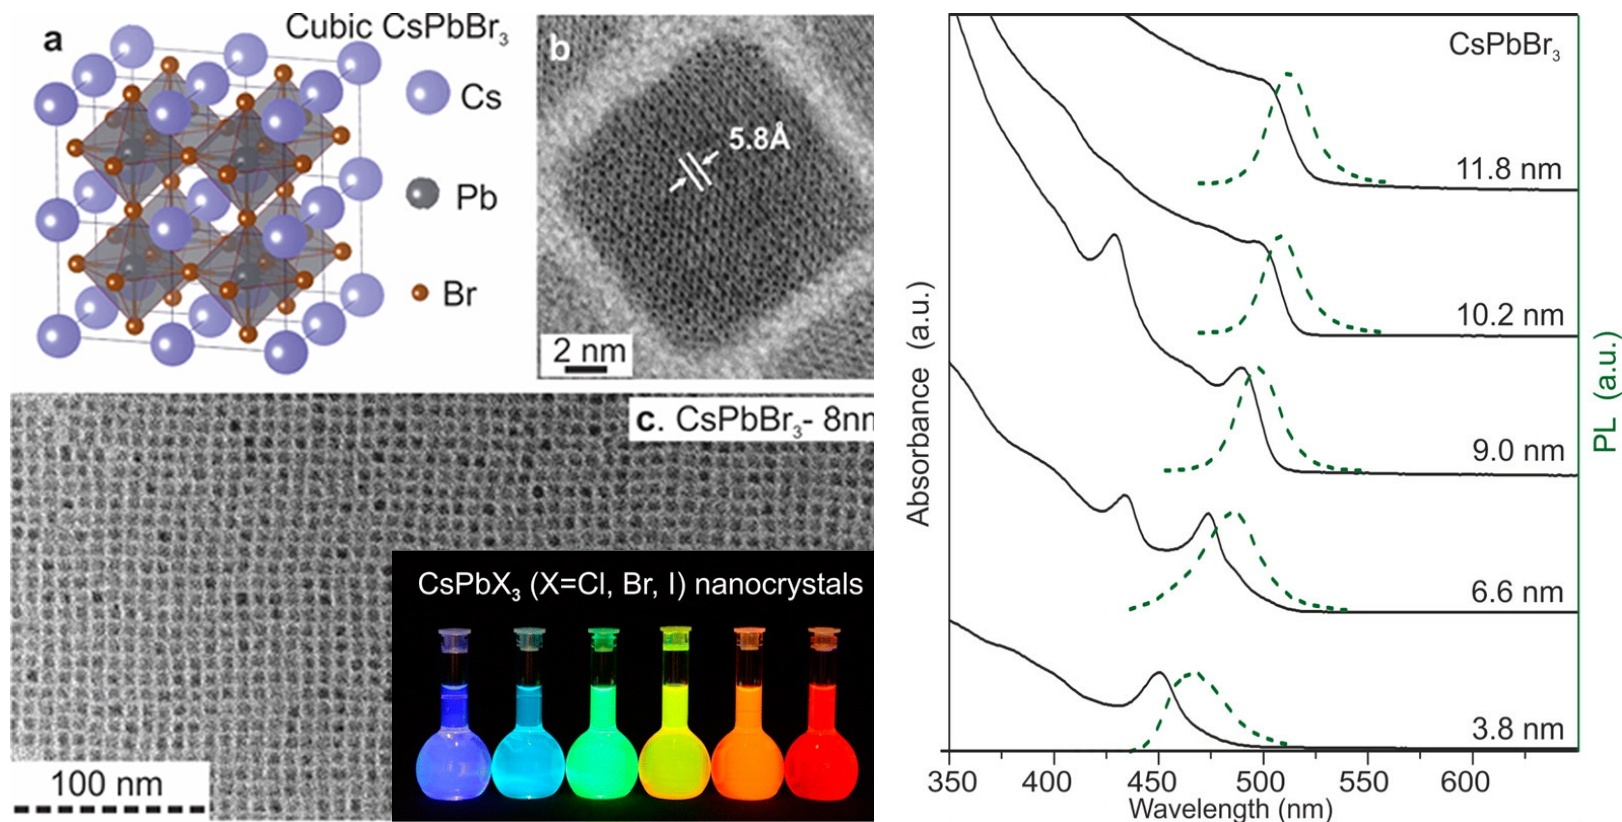 a
Cubic CsPbBr₃
Cs
Pb
Br
b
5.8Å
2 nm
c. CsPbBr₃- 8nm
100 nm
CsPbX₃ (X=Cl, Br, I) nanocrystals
CsPbBr₃
11.8 nm
10.2 nm
9.0 nm
6.6 nm
3.8 nm
Absorbance (a.u.)
PL (a.u.)
350 400 450 500 550 600
Wavelength (nm)